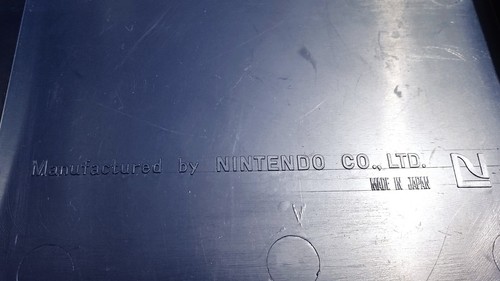 Manufactured by NINTENDO CO., LTD.
MADE IN JAPAN
V